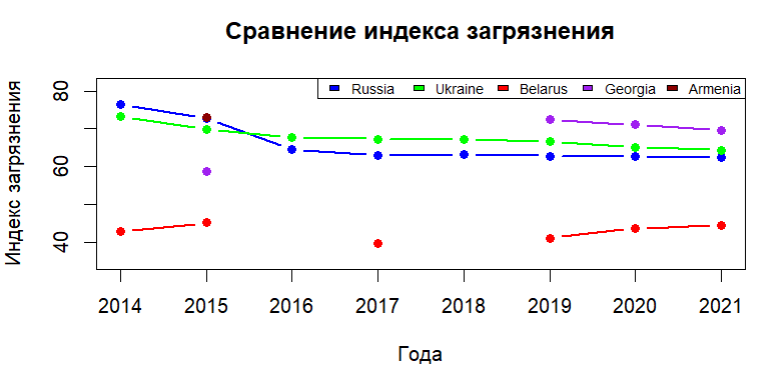 Сравнение индекса загрязнения
Индекс загрязнения
80
60
40
Russia Ukraine Belarus Georgia Armenia
2014 2015 2016 2017 2018 2019 2020 2021
Года